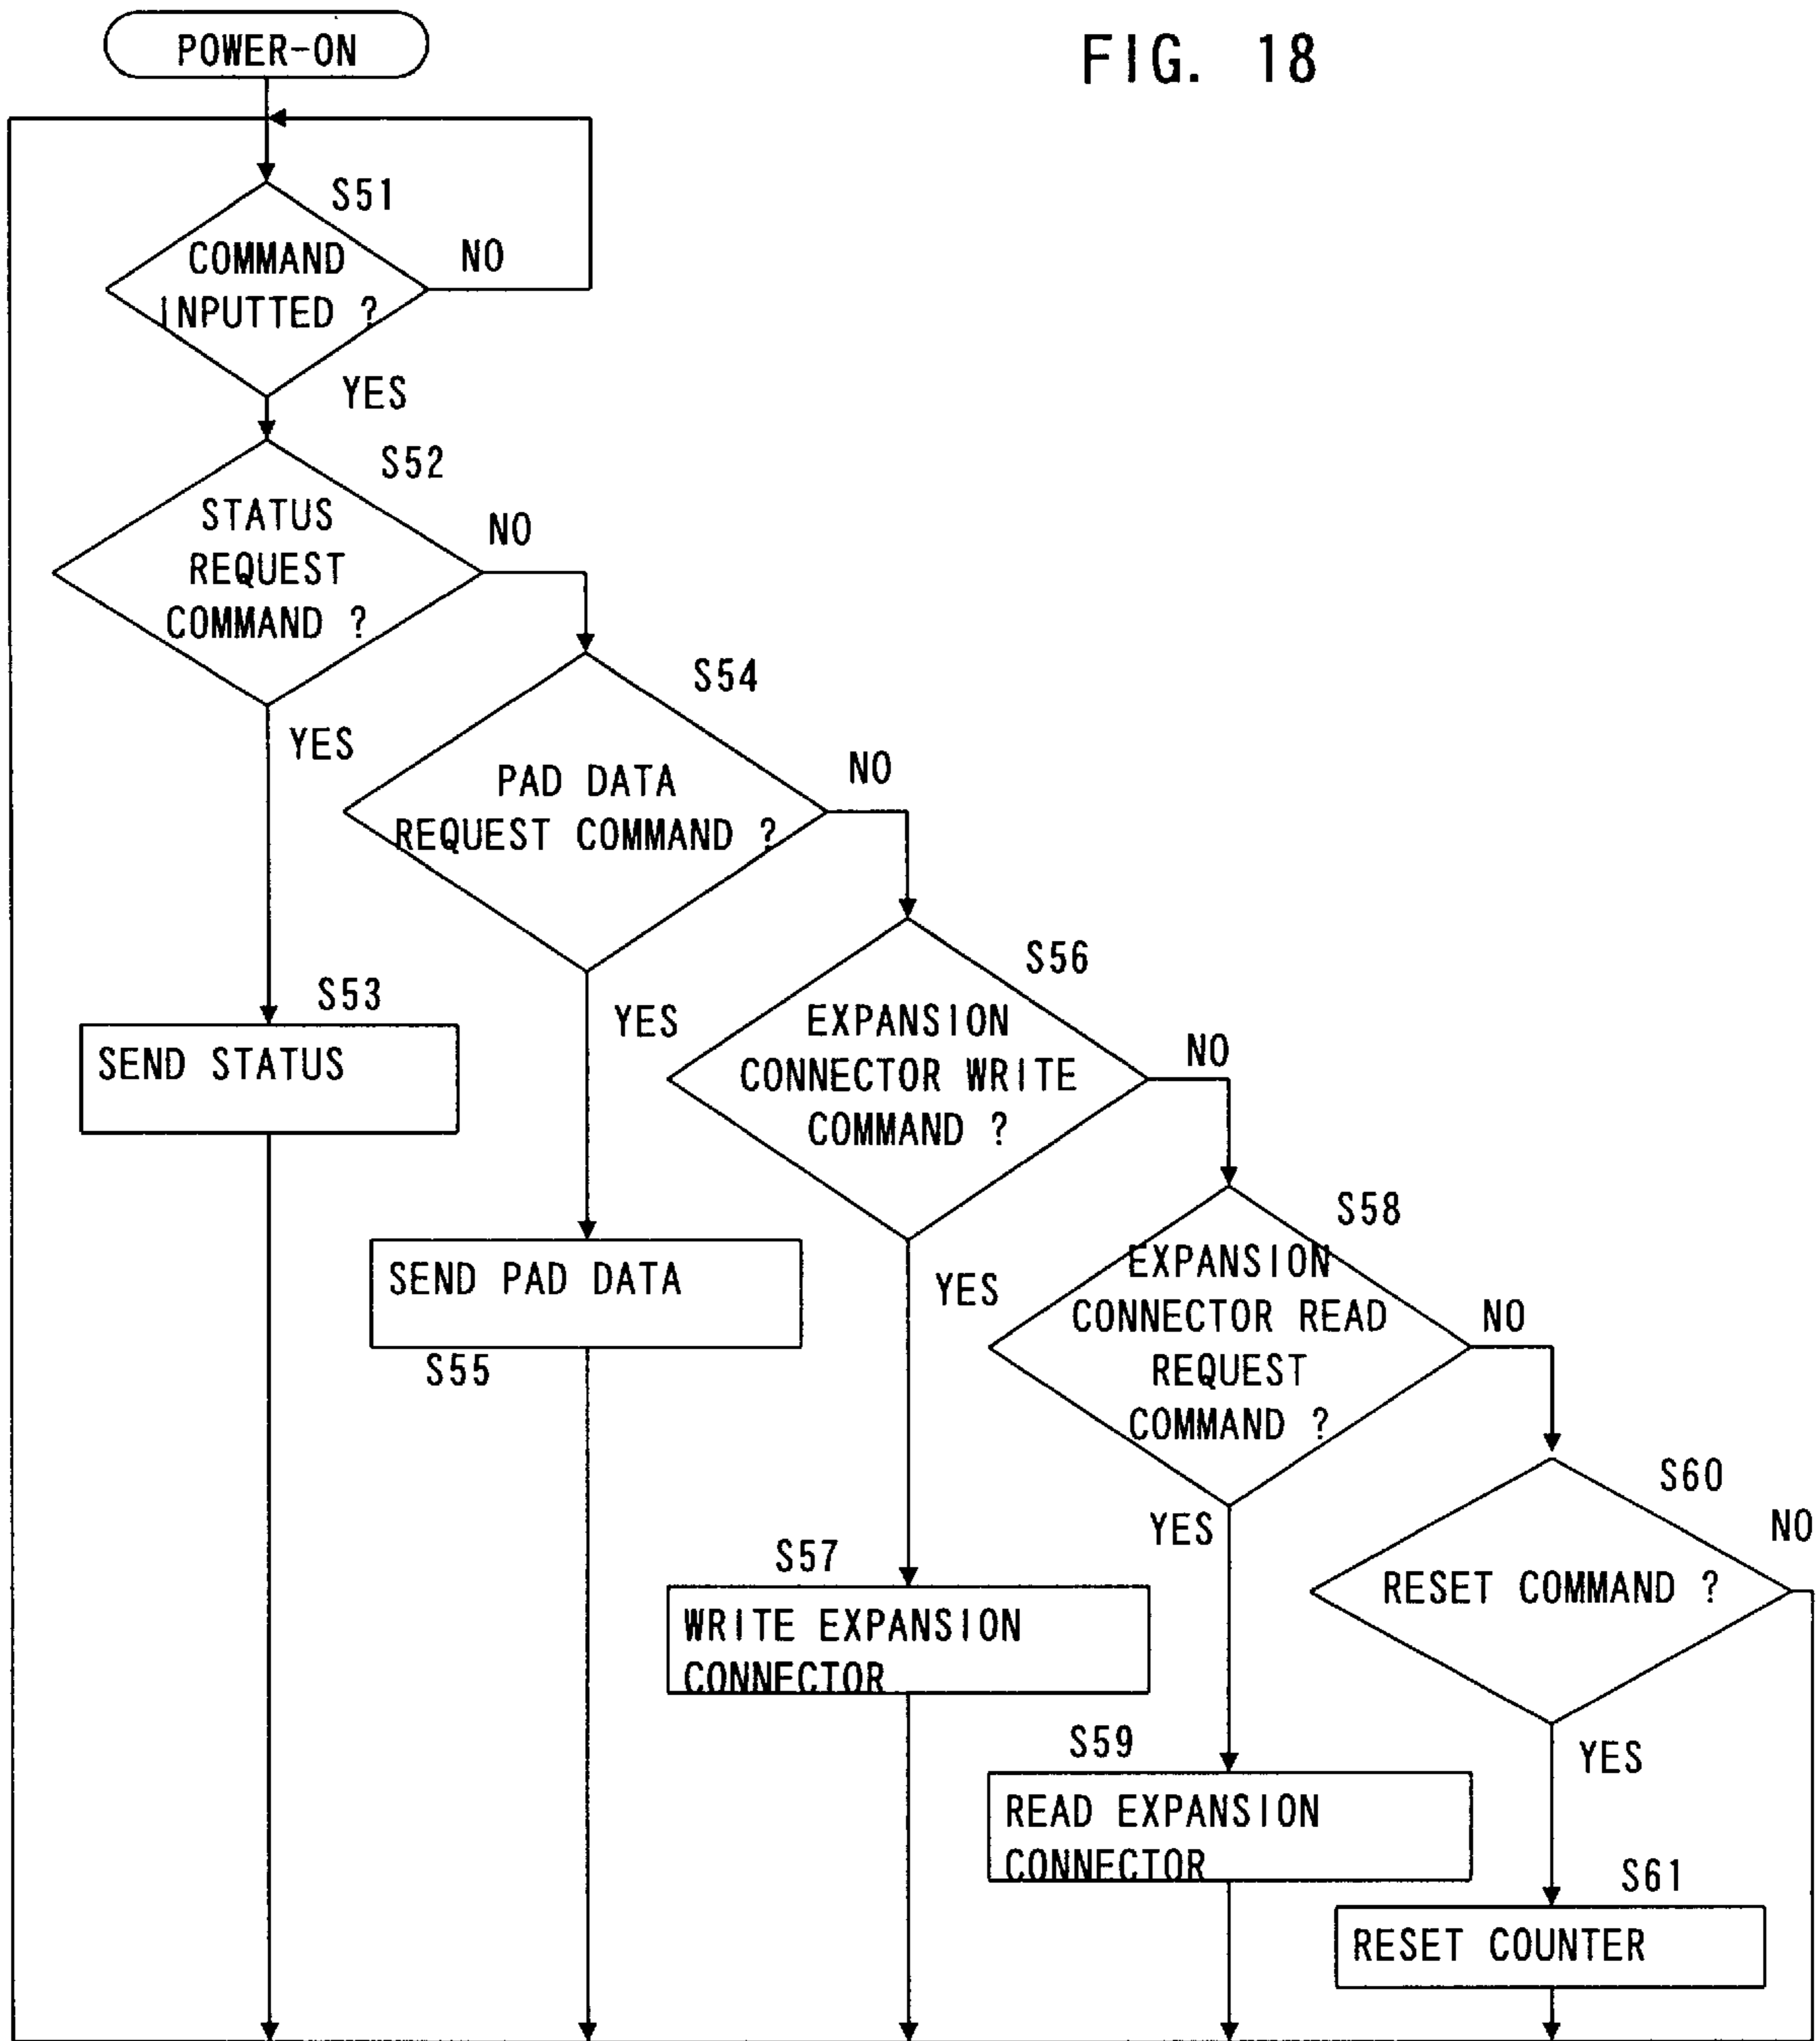 POWER-ON
FIG. 18
S51
COMMAND
INPUTTED ?
NO
YES
S52
STATUS
REQUEST
COMMAND ?
NO
YES
S54
PAD DATA
REQUEST COMMAND ?
NO
YES
S53
SEND STATUS
S56
EXPANSION
CONNECTOR WRITE
COMMAND ?
NO
YES
SEND PAD DATA
S55
S58
EXPANSION
CONNECTOR READ
REQUEST
COMMAND ?
NO
YES
S57
WRITE EXPANSION
CONNECTOR
S60
RESET COMMAND ?
NO
YES
S59
READ EXPANSION
CONNECTOR
S61
RESET COUNTER